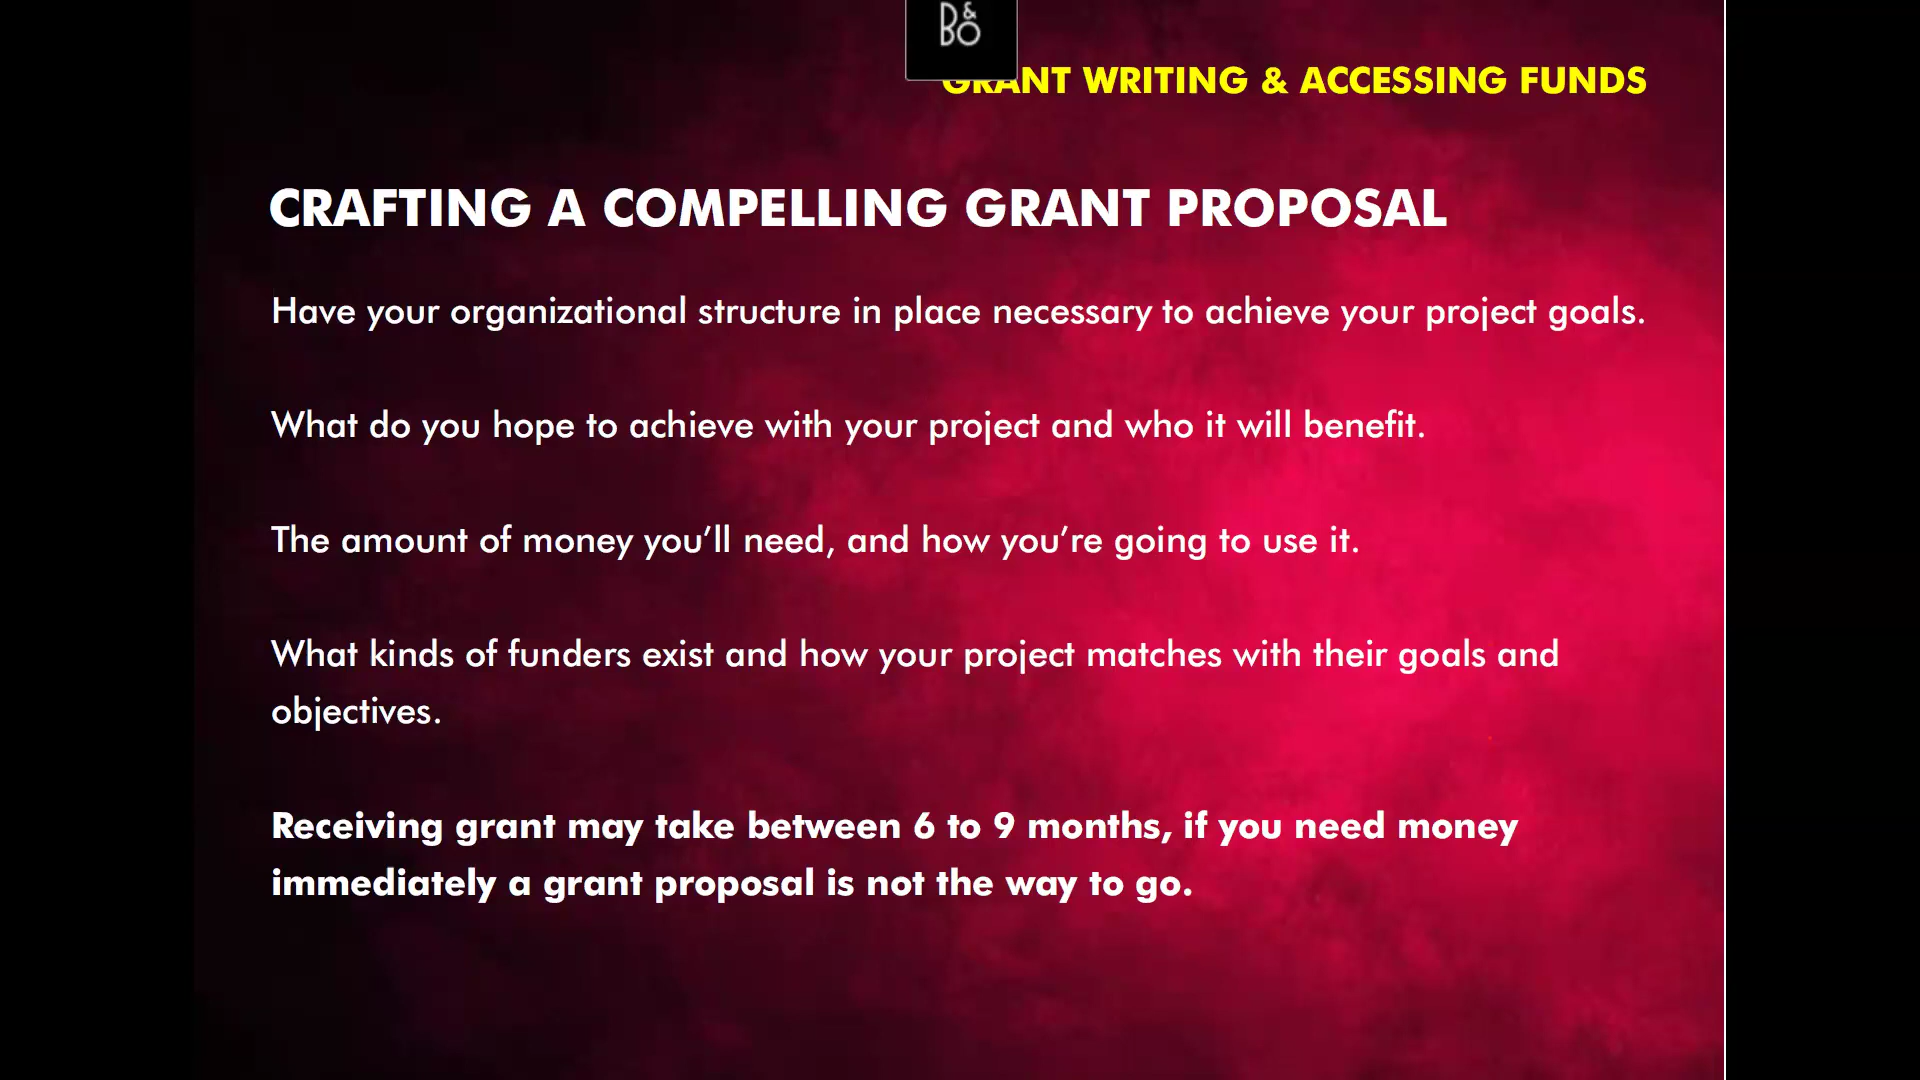 B&O
GRANT WRITING & ACCESSING FUNDS
CRAFTING A COMPELLING GRANT PROPOSAL
Have your organizational structure in place necessary to achieve your project goals.
What do you hope to achieve with your project and who it will benefit.
The amount of money you’ll need, and how you’re going to use it.
What kinds of funders exist and how your project matches with their goals and
objectives.
Receiving grant may take between 6 to 9 months, if you need money
immediately a grant proposal is not the way to go.